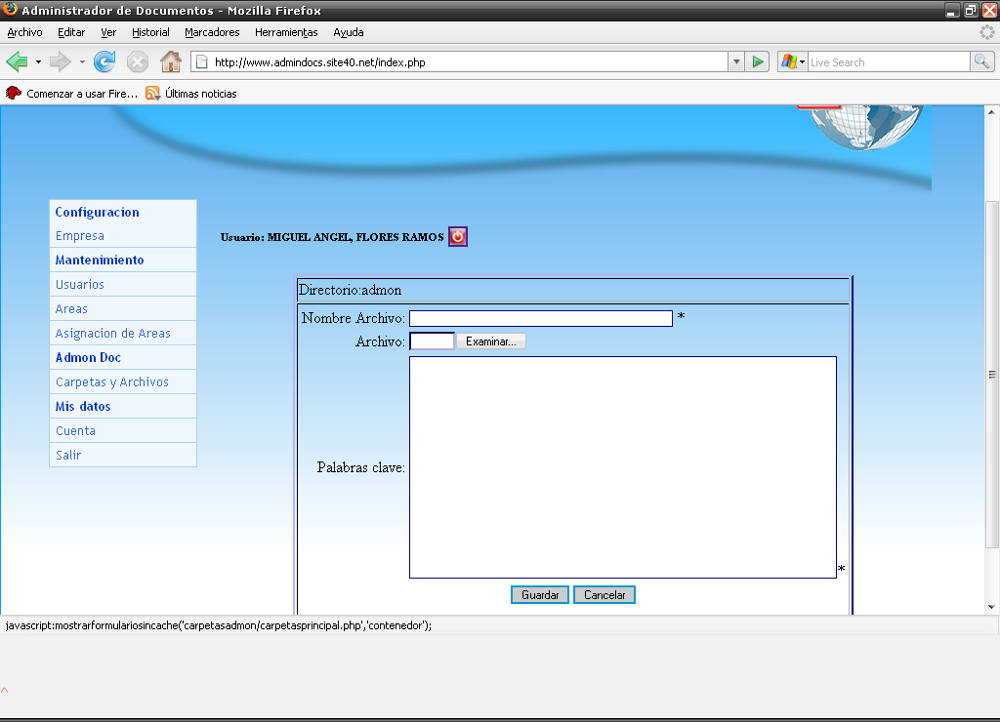 Administrador de Documentos - Mozilla Firefox
Archivo Editar Ver Historial Marcadores Herramientas Ayuda
http://www.admindocs.site40.net/index.php Live Search
Comenzar a usar Fire... Últimas noticias
Configuracion
Empresa
Mantenimiento
Usuarios
Areas
Asignacion de Areas
Admon Doc
Carpetas y Archivos
Mis datos
Cuenta
Salir
Usuario: MIGUEL ANGEL, FLORES RAMOS
Directorio:admon
Nombre Archivo: *
Archivo: Examinar...
Palabras clave: *
Guardar Cancelar
javascript:mostrarformulariosincache('carpetasadmon/carpetasprincipal.php','contenedor');